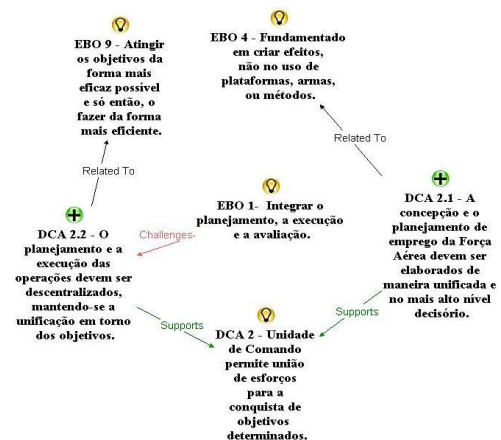 EBO 9 - Atingir
os objetivos da
forma mais
eficaz possível
e só então, o
fazer da forma
mais eficiente.
EBO 4 - Fundamentado
em criar efeitos,
não no uso de
plataformas, armas,
ou métodos.
Related To
Related To
EBO 1- Integrar o
planejamento, a execução
e a avaliação.
DCA 2.1 - A
concepção e o
planejamento de
emprego da Força
Aérea devem ser
elaborados de
maneira unificada e
no mais alto nível
decisório.
DCA 2.2 - O
planejamento e a
execução das
operações devem ser
descentralizados,
mantendo-se a
unificação em torno
dos objetivos.
Challenges-
Supports
Supports
DCA 2 - Unidade
de Comando
permite união
de esforços
para a
conquista de
objetivos
determinados.